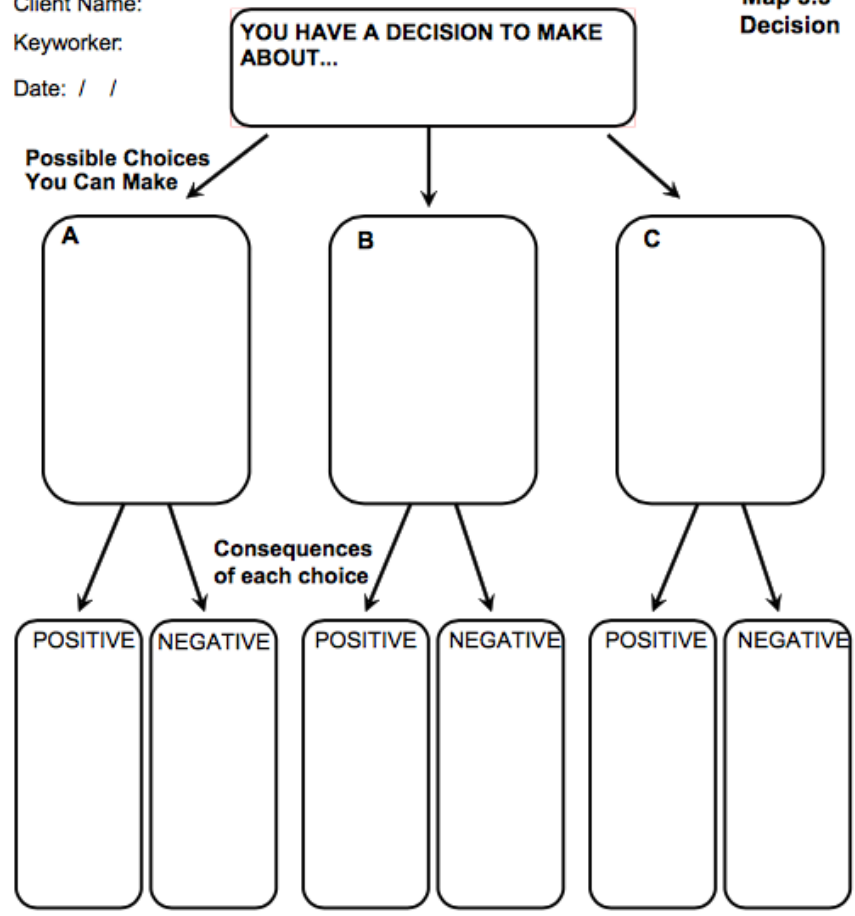 Client Name:
Keyworker:
Date: / /
YOU HAVE A DECISION TO MAKE
ABOUT...
Decision
Possible Choices
You Can Make
A
B
C
Consequences
of each choice
POSITIVE
NEGATIVE
POSITIVE
NEGATIVE
POSITIVE
NEGATIVE